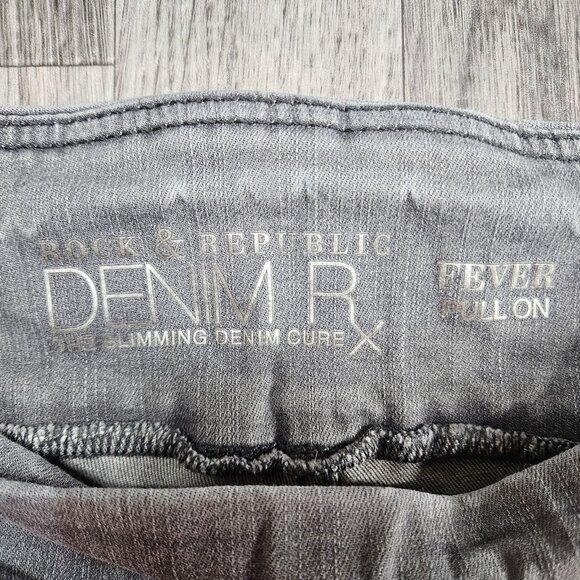 ROCK & REPUBLIC
DENIM RX
THE SLIMMING DENIM CURE
FEVER
PULL ON